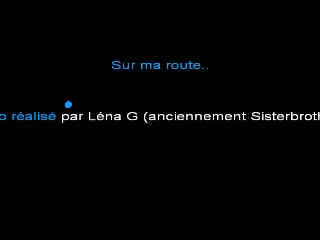 Sur ma route..
o réalisé par Léna G (anciennement Sisterbroth